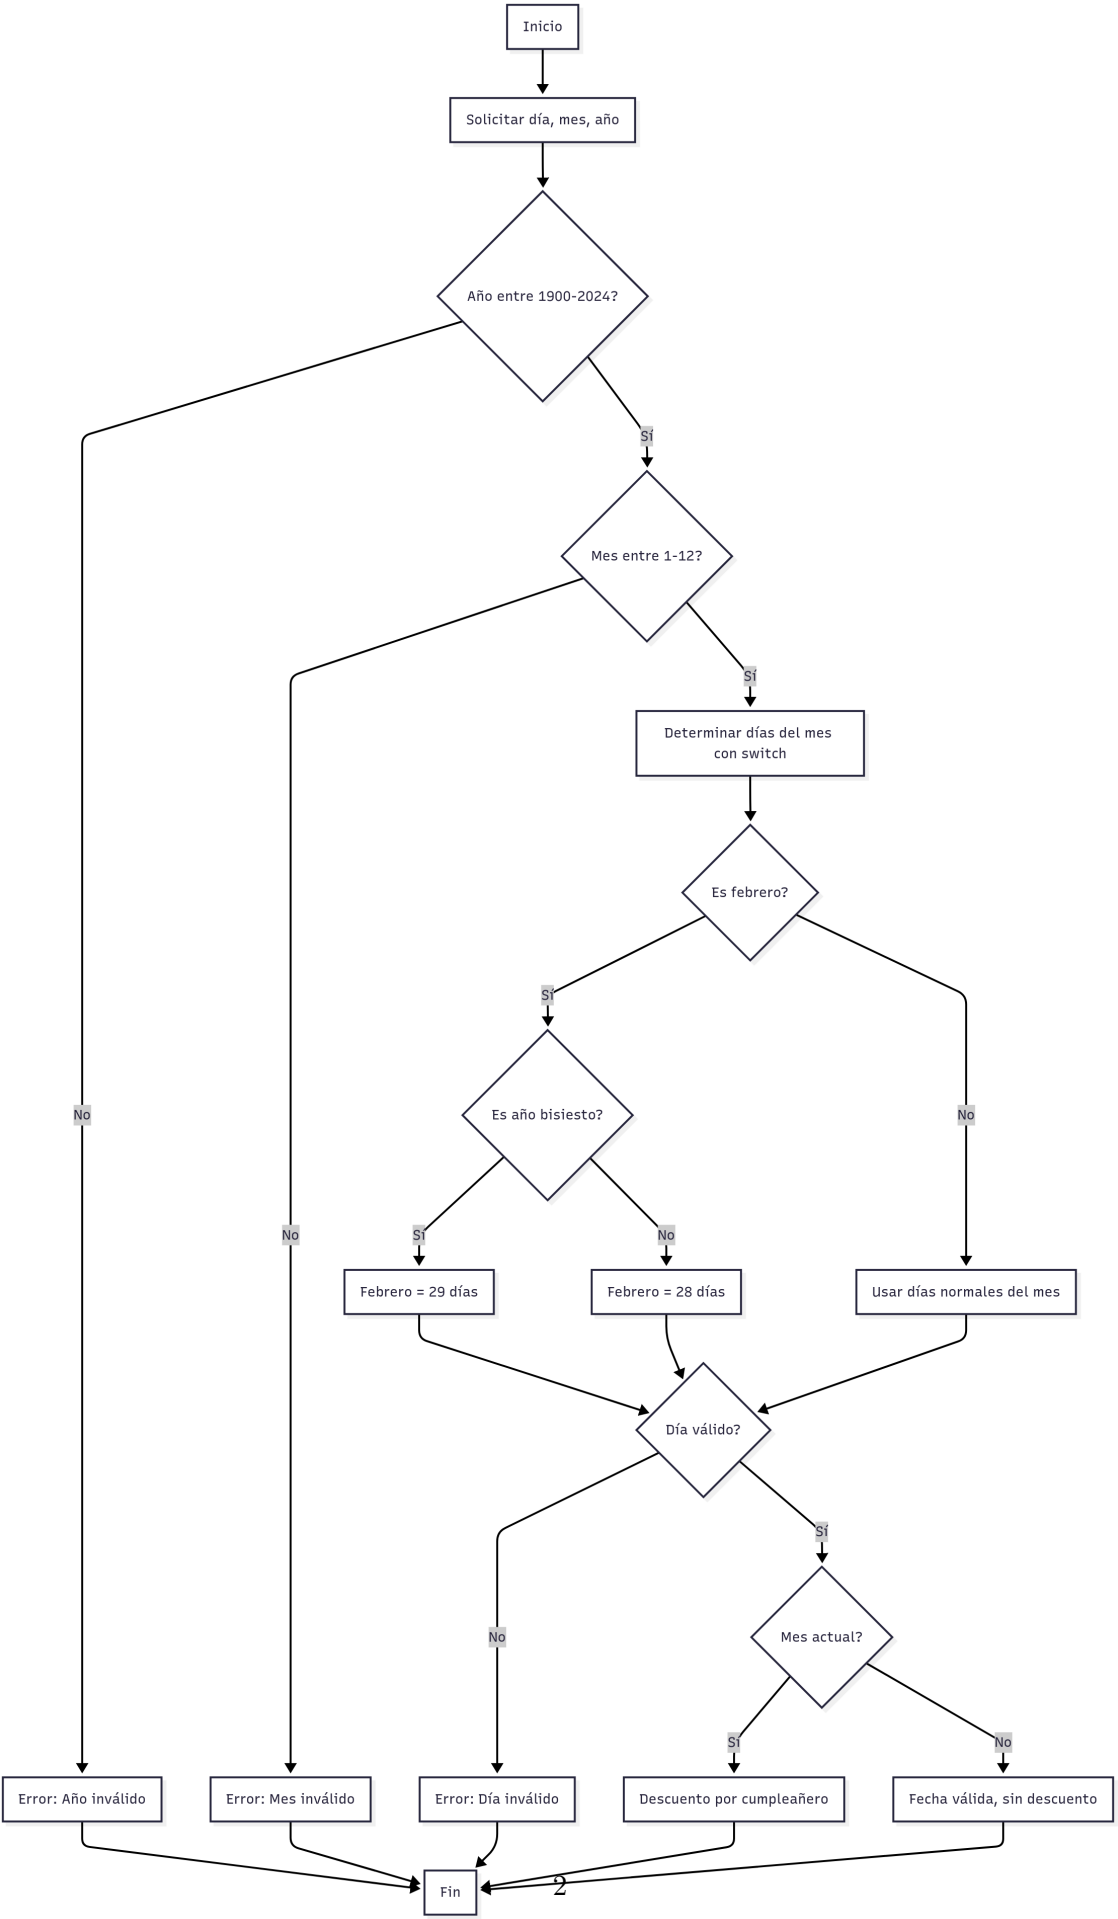 Inicio
Solicitar día, mes, año
Año entre 1900-2024?
Sí
Mes entre 1-12?
Sí
Determinar días del mes
con switch
Es febrero?
Sí
Es año bisiesto?
No
No
Sí
No
No
Febrero = 29 días
Febrero = 28 días
Usar días normales del mes
Día válido?
Sí
No
Mes actual?
Sí
No
Error: Año inválido
Error: Mes inválido
Error: Día inválido
Descuento por cumpleañero
Fecha válida, sin descuento
Fin
2